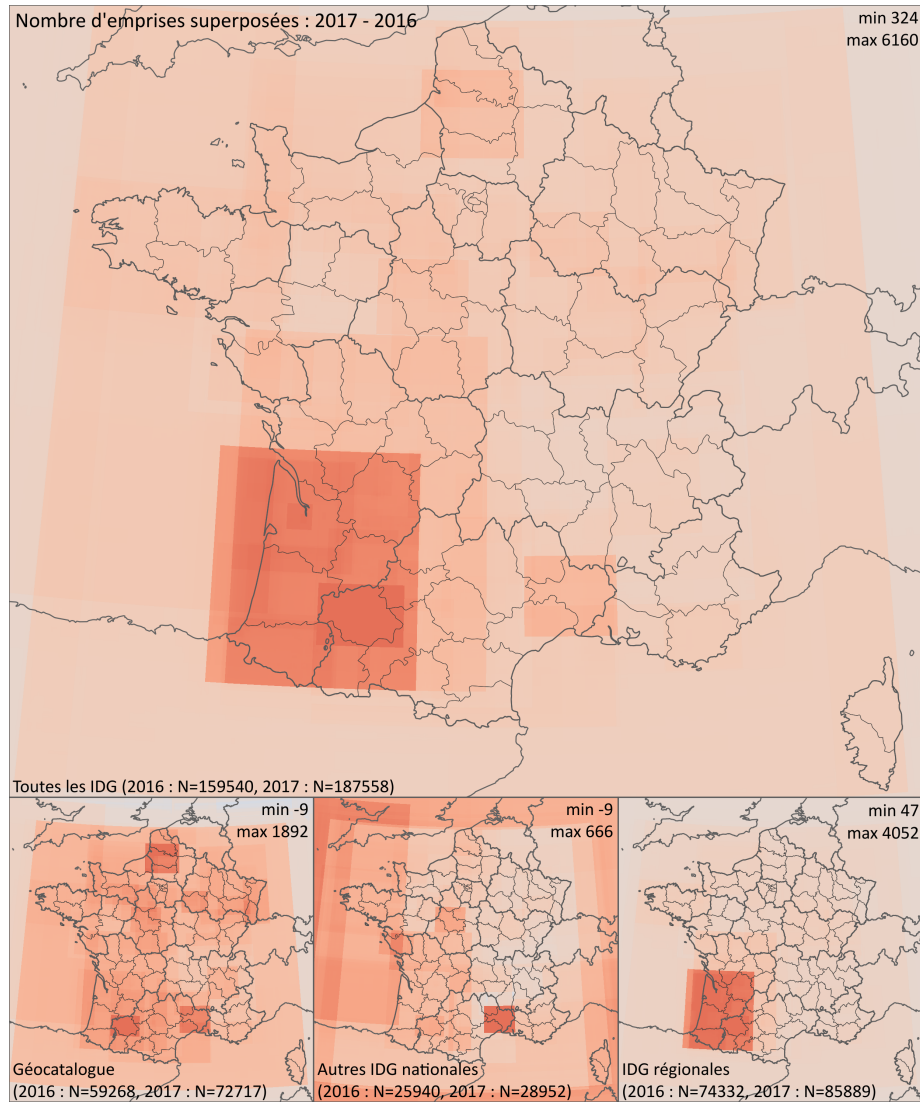 Nombre d'emprises superposées : 2017 - 2016
min 324
max 6160
Toutes les IDG (2016 : N=159540, 2017 : N=187558)
min -9
max 1892
Géocatalogue
(2016 : N=59268, 2017 : N=72717)
min -9
max 666
Autres IDG nationales
(2016 : N=25940, 2017 : N=28952)
min 47
max 4052
IDG régionales
(2016 : N=74332, 2017 : N=85889)